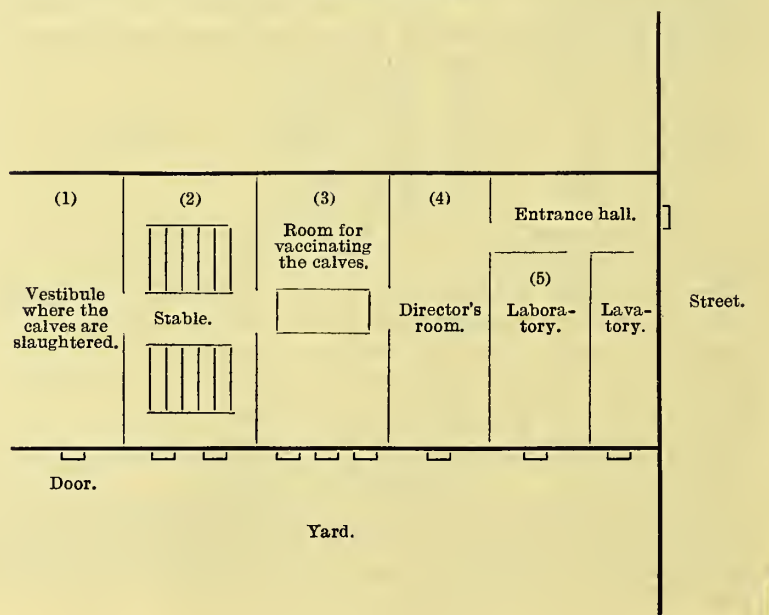 (1)
Vestibule
where the
calves are
slaughtered.
(2)
Stable.
(3)
Room for
vaccinating
the calves.
(4)
Director's
room.
Entrance hall.
(5)
Labora-
tory.
Lava-
tory.
Street.
Door.
Yard.